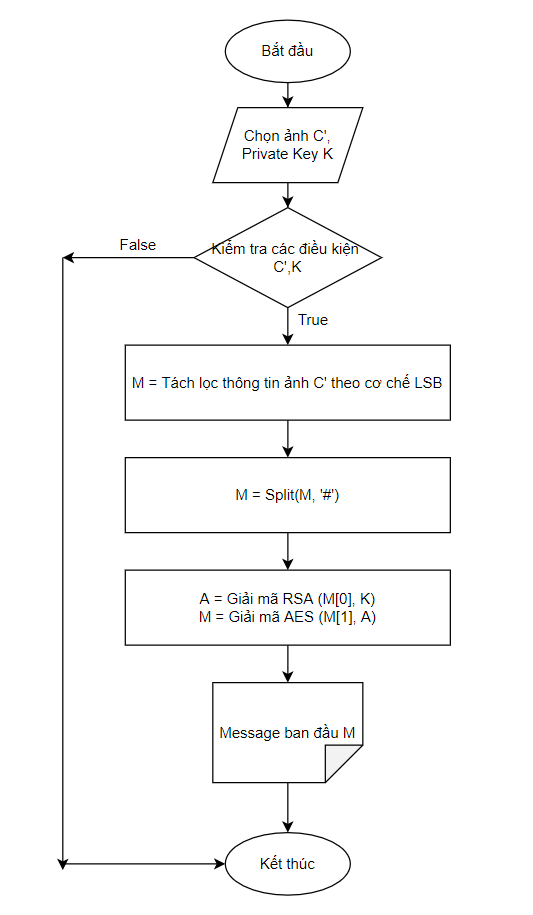 Bắt đầu
Chọn ảnh C',
Private Key K
Kiểm tra các điều kiện
C',K
False
True
M = Tách lọc thông tin ảnh C' theo cơ chế LSB
M = Split(M, '#')
A = Giải mã RSA (M[0], K)
M = Giải mã AES (M[1], A)
Message ban đầu M
Kết thúc